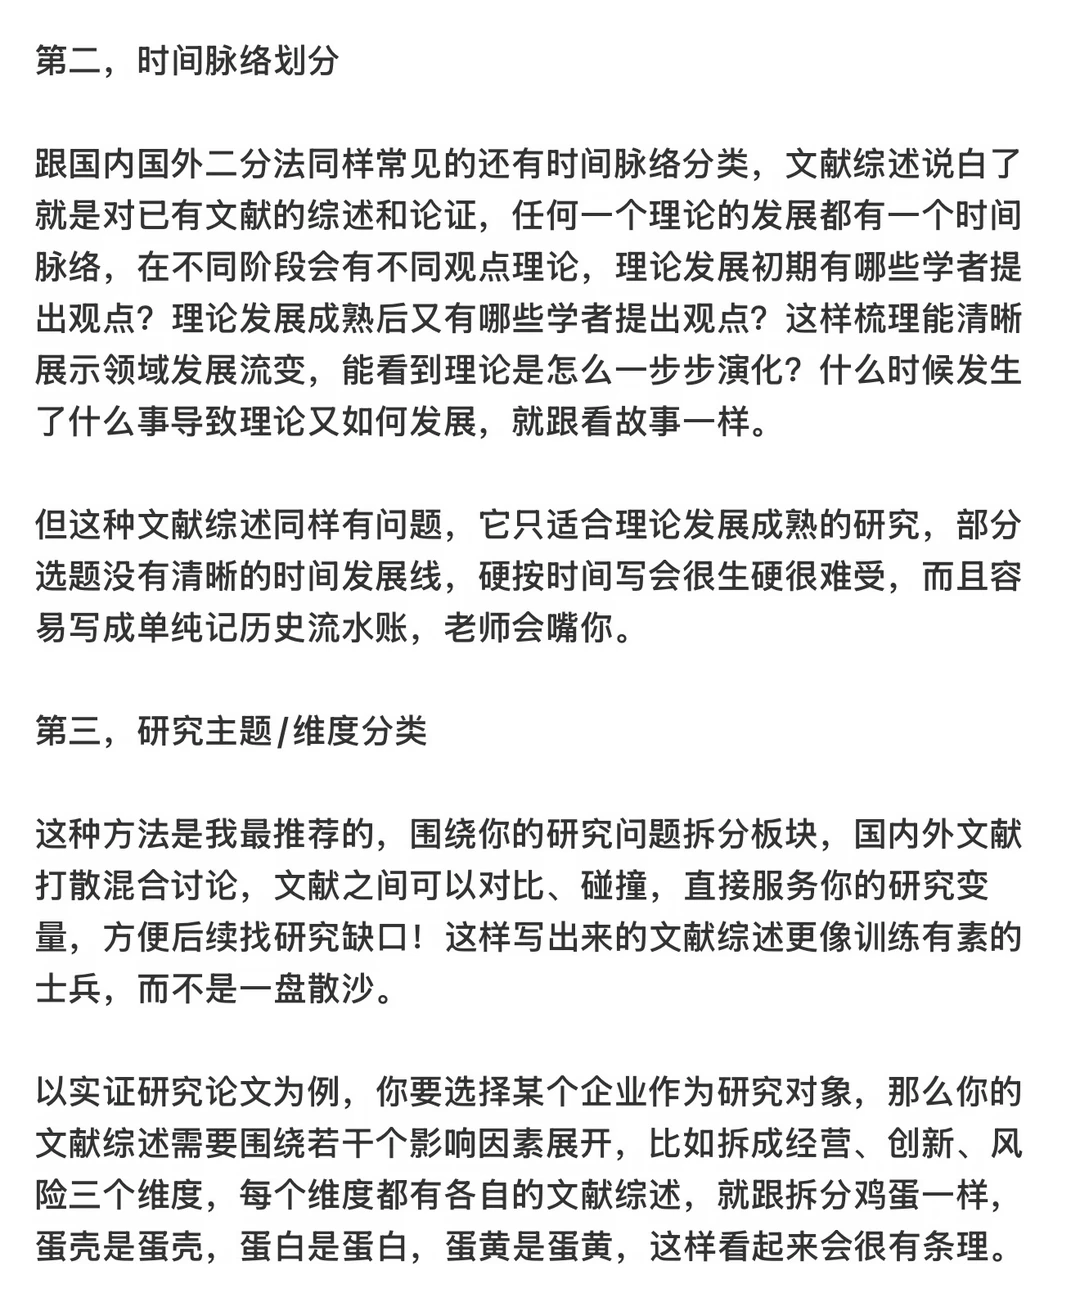 第二，时间脉络划分
跟国内国外二分法同样常见的还有时间脉络分类，文献综述说白了
就是对已有文献的综述和论证，任何一个理论的发展都有一个时间
脉络，在不同阶段会有不同观点理论，理论发展初期有哪些学者提
出观点？理论发展成熟后又有哪些学者提出观点？这样梳理能清晰
展示领域发展流变，能看到理论是怎么一步步演化？什么时候发生
了什么事导致理论又如何发展，就跟看故事一样。
但这种文献综述同样有问题，它只适合理论发展成熟的研究，部分
选题没有清晰的时间发展线，硬按时间写会很生硬很难受，而且容
易写成单纯记历史流水账，老师会嘴你。
第三，研究主题/维度分类
这种方法是我最推荐的，围绕你的研究问题拆分板块，国内外文献
打散混合讨论，文献之间可以对比、碰撞，直接服务你的研究变
量，方便后续找研究缺口！这样写出来的文献综述更像训练有素的
士兵，而不是一盘散沙。
以实证研究论文为例，你要选择某个企业作为研究对象，那么你的
文献综述需要围绕若干个影响因素展开，比如拆成经营、创新、风
险三个维度，每个维度都有各自的文献综述，就跟拆分鸡蛋一样，
蛋壳是蛋壳，蛋白是蛋白，蛋黄是蛋黄，这样看起来会很有条理。